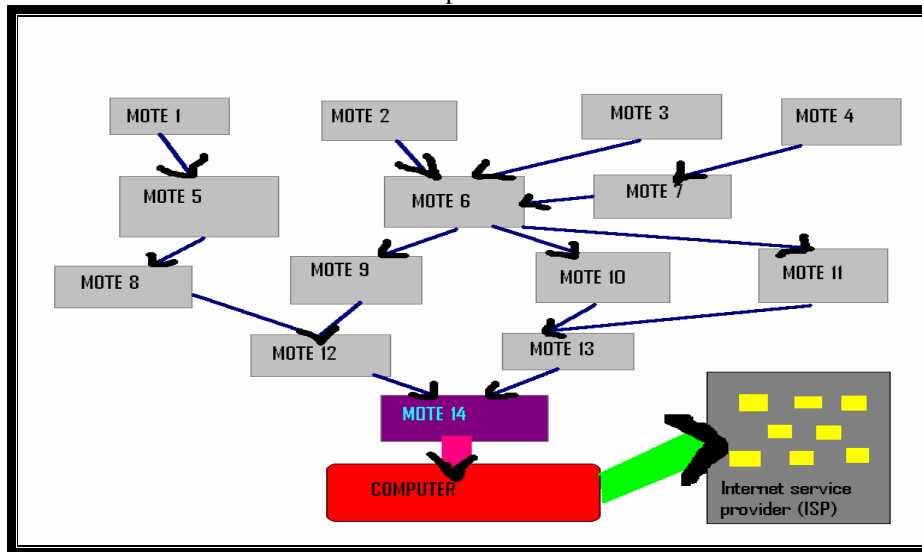 MOTE 1
MOTE 2
MOTE 3
MOTE 4
MOTE 5
MOTE 6
MOTE 7
MOTE 8
MOTE 9
MOTE 10
MOTE 11
MOTE 12
MOTE 13
MOTE 14
COMPUTER
Internet service
provider (ISP)